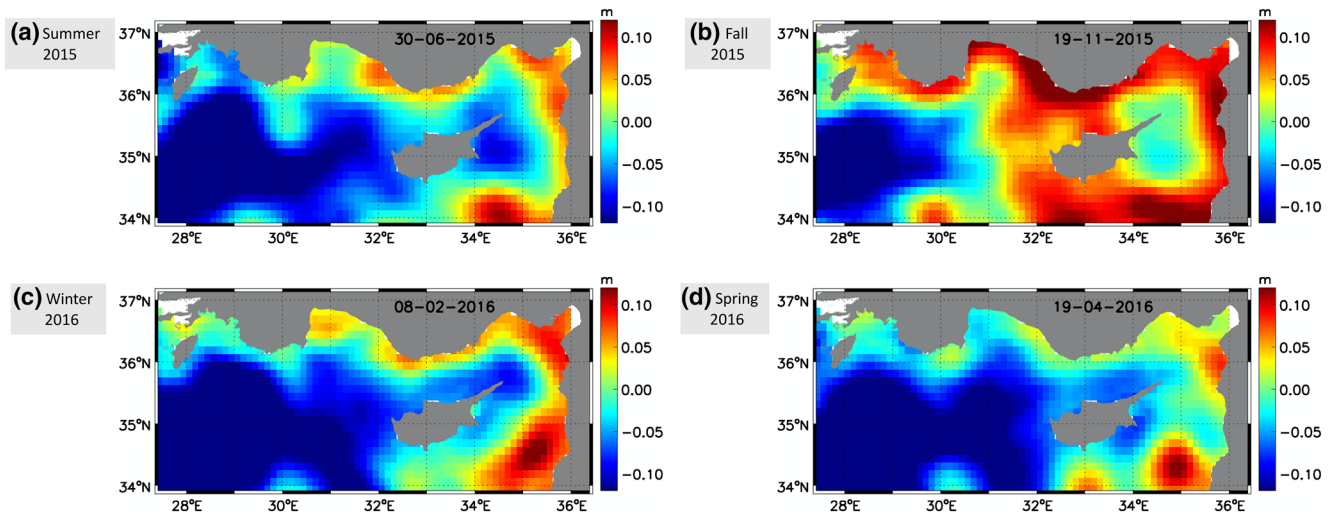 (a) Summer
2015
30-06-2015
m
37°N
36°N
35°N
34°N
28°E 30°E 32°E 34°E 36°E
0.10
0.05
0.00
−0.05
−0.10
(b) Fall
2015
19-11-2015
m
37°N
36°N
35°N
34°N
28°E 30°E 32°E 34°E 36°E
0.10
0.05
0.00
−0.05
−0.10
(c) Winter
2016
08-02-2016
m
37°N
36°N
35°N
34°N
28°E 30°E 32°E 34°E 36°E
0.10
0.05
0.00
−0.05
−0.10
(d) Spring
2016
19-04-2016
m
37°N
36°N
35°N
34°N
28°E 30°E 32°E 34°E 36°E
0.10
0.05
0.00
−0.05
−0.10